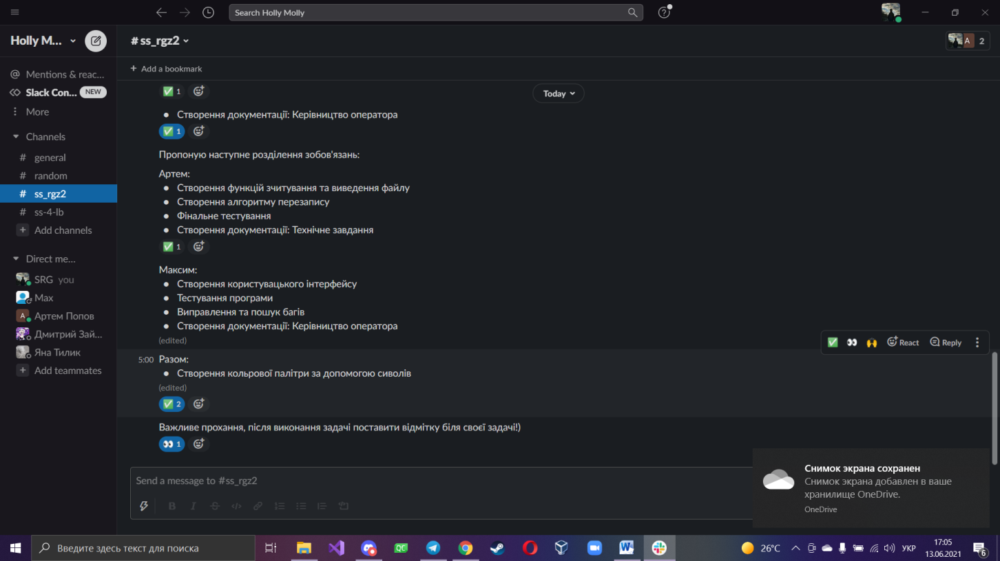 Search Holly Molly
Holly M...
# ss_rgz2
A 2
+ Add a bookmark
@ Mentions & reac...
Slack Con... NEW
More
Channels
# general
# random
# ss_rgz2
# ss-4-lb
+ Add channels
Direct me...
SRG you
Max
A Артем Попов
Дмитрий Зай...
Яна Тилик
+ Add teammates
Today
✅ 1
● Створення документації: Керівництво оператора
✅ 1
Пропоную наступне розділення зобов'язань:
Артем:
● Створення функцій зчитування та виведення файлу
● Створення алгоритму перезапису
● Фінальне тестування
● Створення документації: Технічне завдання
✅ 1
Максим:
● Створення користувацького інтерфейсу
● Тестування програми
● Виправлення та пошук багів
● Створення документації: Керівництво оператора
(edited)
React Reply
5:00 Разом:
● Створення кольрової палітри за допомогою сиволів
(edited)
✅ 2
Важливе прохання, після виконання задачі поставити відмітку біля своєї задачі!)
👀 1
Send a message to #ss_rgz2
B I S </>
Снимок экрана сохранен
Снимок экрана добавлен в ваше
хранилище OneDrive.
OneDrive
Введите здесь текст для поиска
QC
W
26°C
УКР
17:05
13.06.2021
6